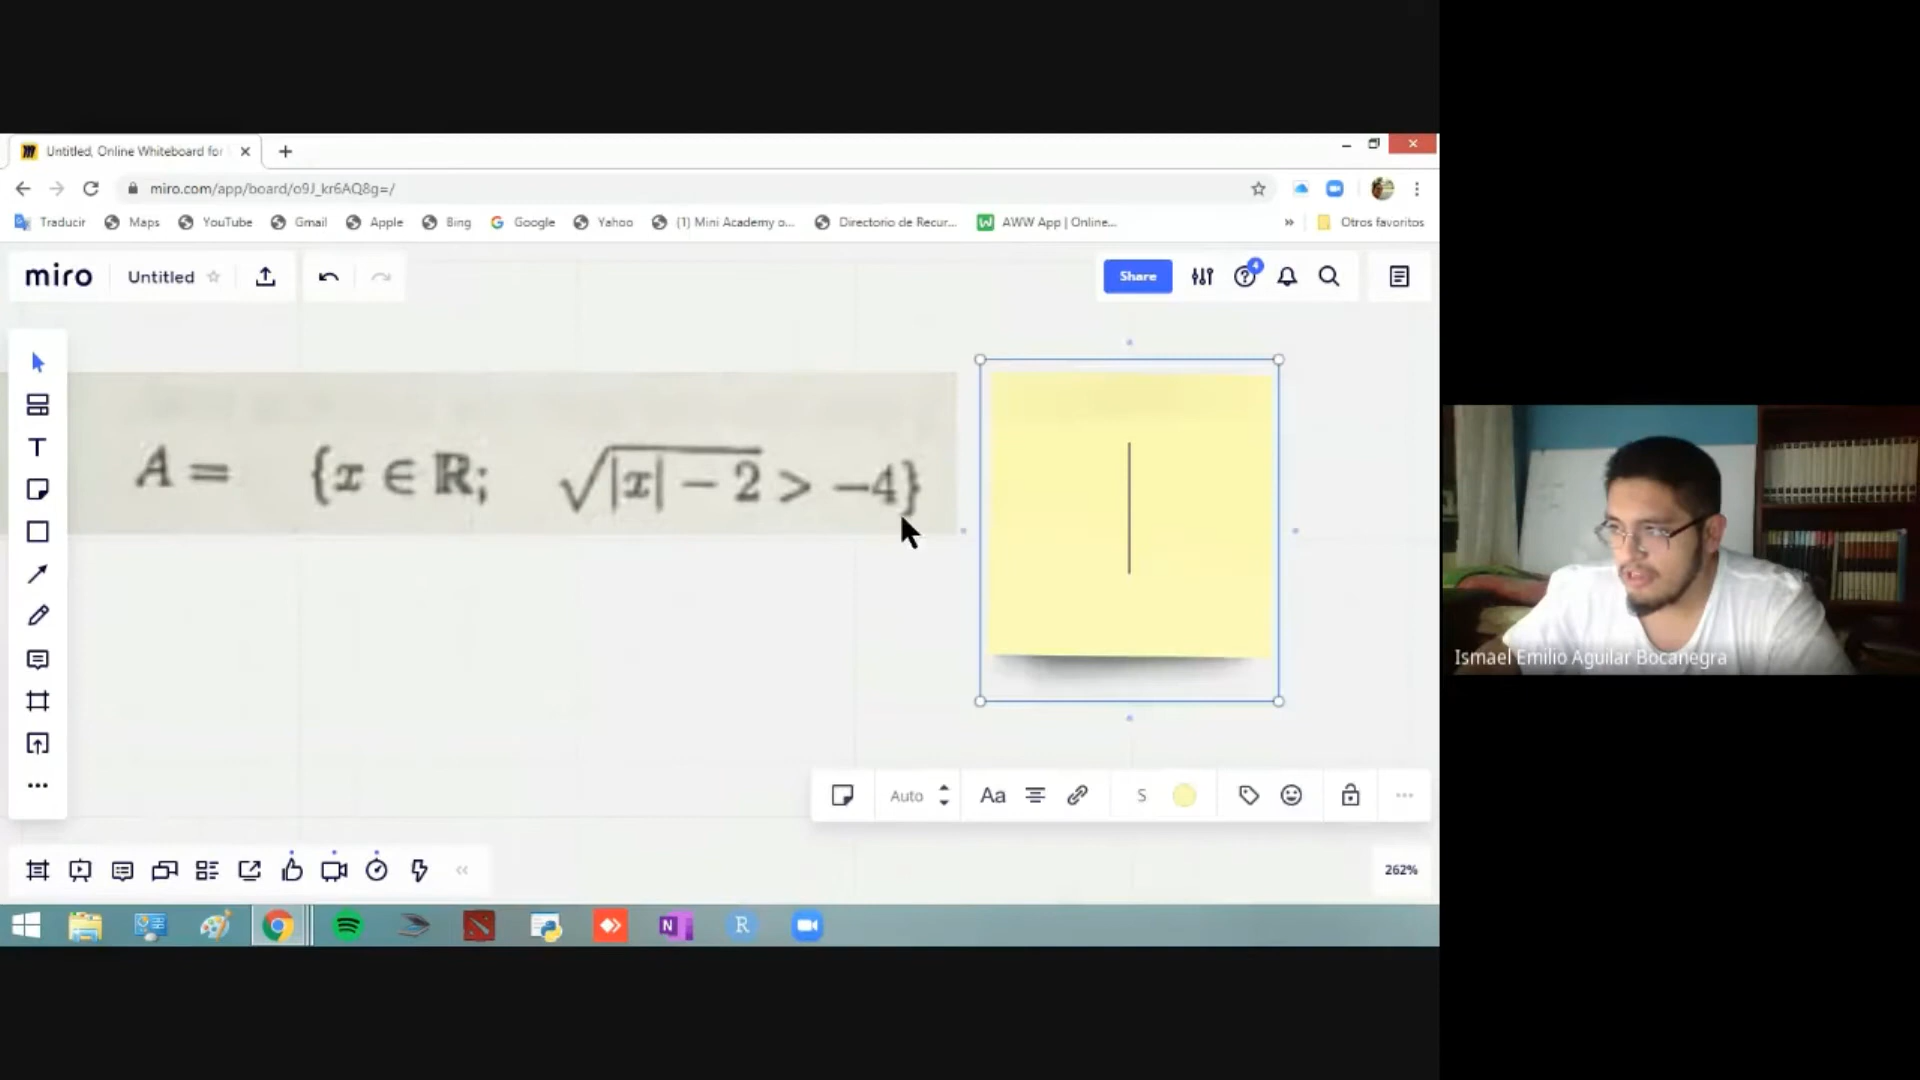 Untitled, Online Whiteboard for
miro.com/app/board/o9J_kr6AQ8g=/
Traducir Maps YouTube Gmail Apple Bing Google Yahoo (1) Mini Academy o... Directorio de Recur... AWW App | Online... » Otros favoritos
miro Untitled Share 4
A = {x ∈ ℝ; √|x| − 2 > −4}
T
Ismael Emilio Aguilar Bocanegra
Auto Aa S
262%
N R